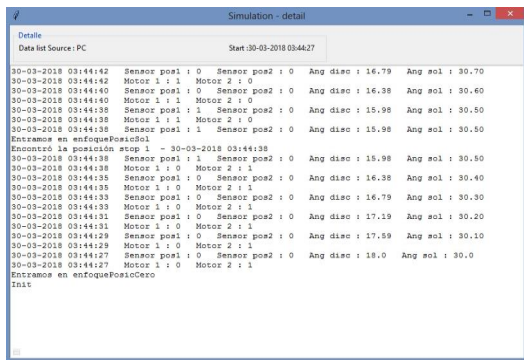 Simulation - detail
Detalle
Data list Source : PC Start :30-03-2018 03:44:27
30-03-2018 03:44:42 Sensor pos1 : 0 Sensor pos2 : 0 Ang disc : 16.79 Ang sol : 30.70
30-03-2018 03:44:42 Motor 1 : 1 Motor 2 : 0
30-03-2018 03:44:40 Sensor pos1 : 0 Sensor pos2 : 0 Ang disc : 16.38 Ang sol : 30.60
30-03-2018 03:44:40 Motor 1 : 1 Motor 2 : 0
30-03-2018 03:44:38 Sensor pos1 : 1 Sensor pos2 : 0 Ang disc : 15.98 Ang sol : 30.50
30-03-2018 03:44:38 Motor 1 : 1 Motor 2 : 0
30-03-2018 03:44:38 Sensor pos1 : 1 Sensor pos2 : 0 Ang disc : 15.98 Ang sol : 30.50
Entramos en enfoquePosicSol
Encontró la posición stop 1 - 30-03-2018 03:44:38
30-03-2018 03:44:38 Sensor pos1 : 1 Sensor pos2 : 0 Ang disc : 15.98 Ang sol : 30.50
30-03-2018 03:44:38 Motor 1 : 0 Motor 2 : 1
30-03-2018 03:44:35 Sensor pos1 : 0 Sensor pos2 : 0 Ang disc : 16.38 Ang sol : 30.40
30-03-2018 03:44:35 Motor 1 : 0 Motor 2 : 1
30-03-2018 03:44:33 Sensor pos1 : 0 Sensor pos2 : 0 Ang disc : 16.79 Ang sol : 30.30
30-03-2018 03:44:33 Motor 1 : 0 Motor 2 : 1
30-03-2018 03:44:31 Sensor pos1 : 0 Sensor pos2 : 0 Ang disc : 17.19 Ang sol : 30.20
30-03-2018 03:44:31 Motor 1 : 0 Motor 2 : 1
30-03-2018 03:44:29 Sensor pos1 : 0 Sensor pos2 : 0 Ang disc : 17.59 Ang sol : 30.10
30-03-2018 03:44:29 Motor 1 : 0 Motor 2 : 1
30-03-2018 03:44:27 Sensor pos1 : 0 Sensor pos2 : 0 Ang disc : 18.0 Ang sol : 30.0
30-03-2018 03:44:27 Motor 1 : 0 Motor 2 : 1
Entramos en enfoquePosicCero
Init